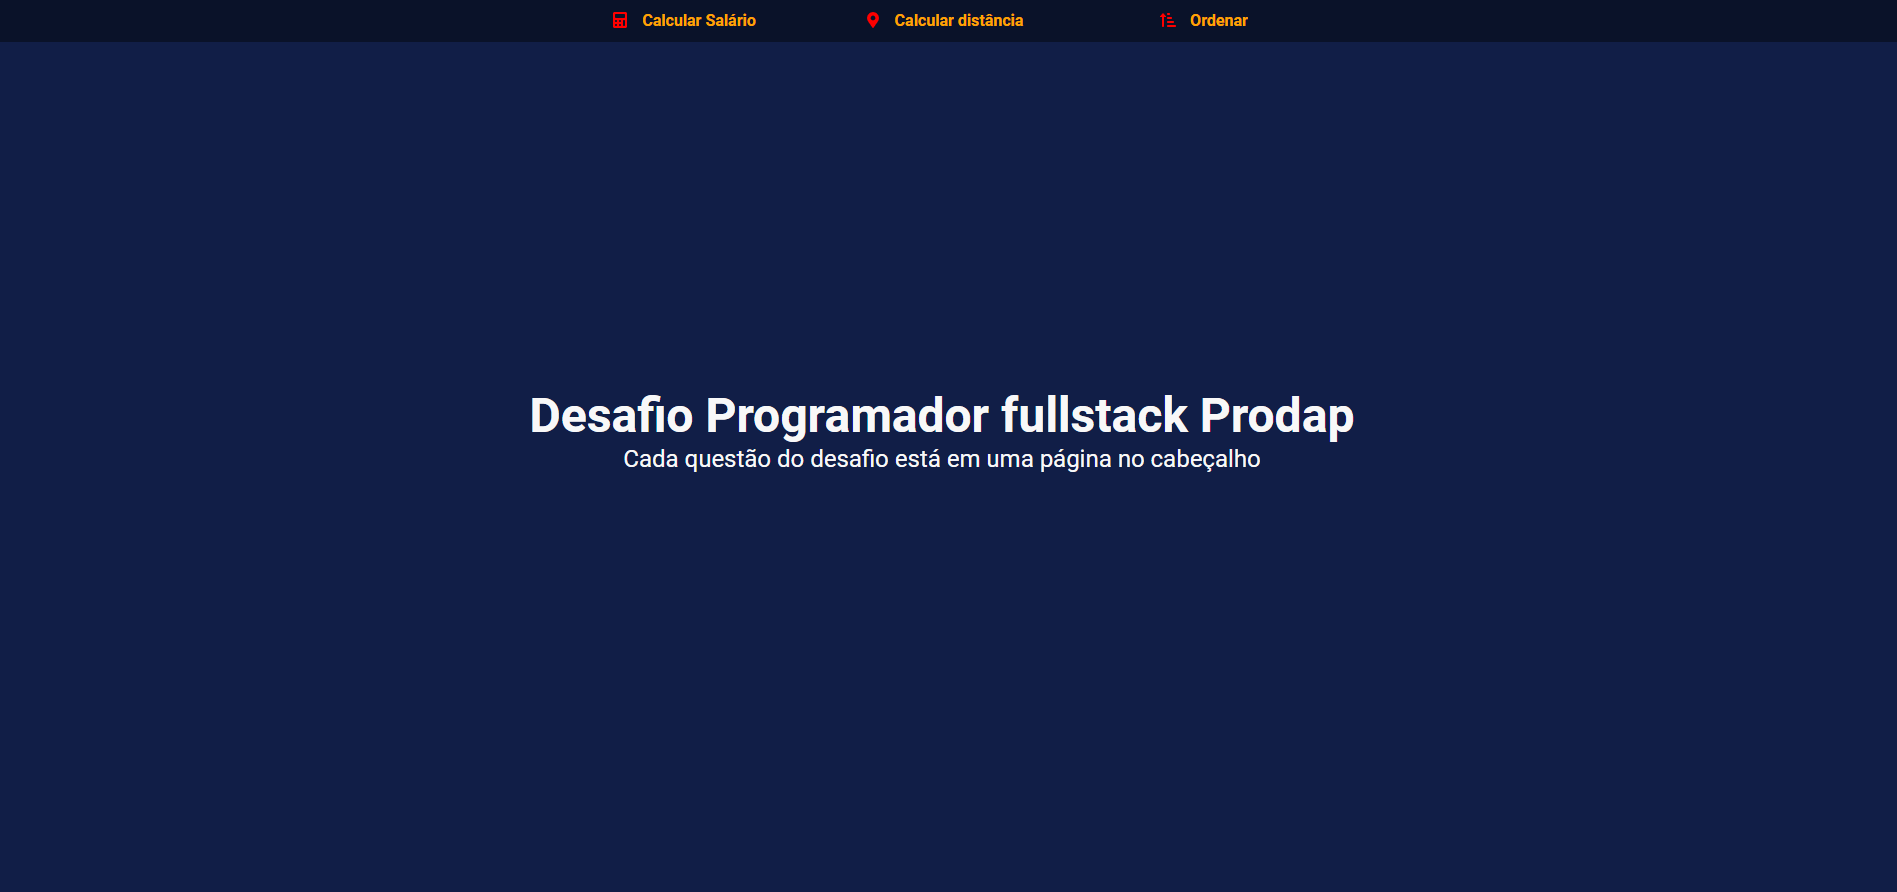 Calcular Salário
Calcular distância
Ordenar
Desafio Programador fullstack Prodap
Cada questão do desafio está em uma página no cabeçalho